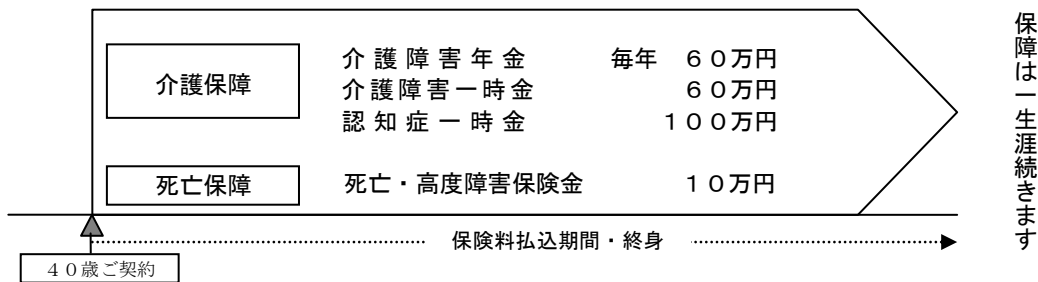 介護保障
介護障害年金 毎年 ６０万円
介護障害一時金 ６０万円
認知症一時金 １００万円
死亡保障
死亡・高度障害保険金 １０万円
保険料払込期間・終身
４０歳ご契約
保障は一生涯続きます